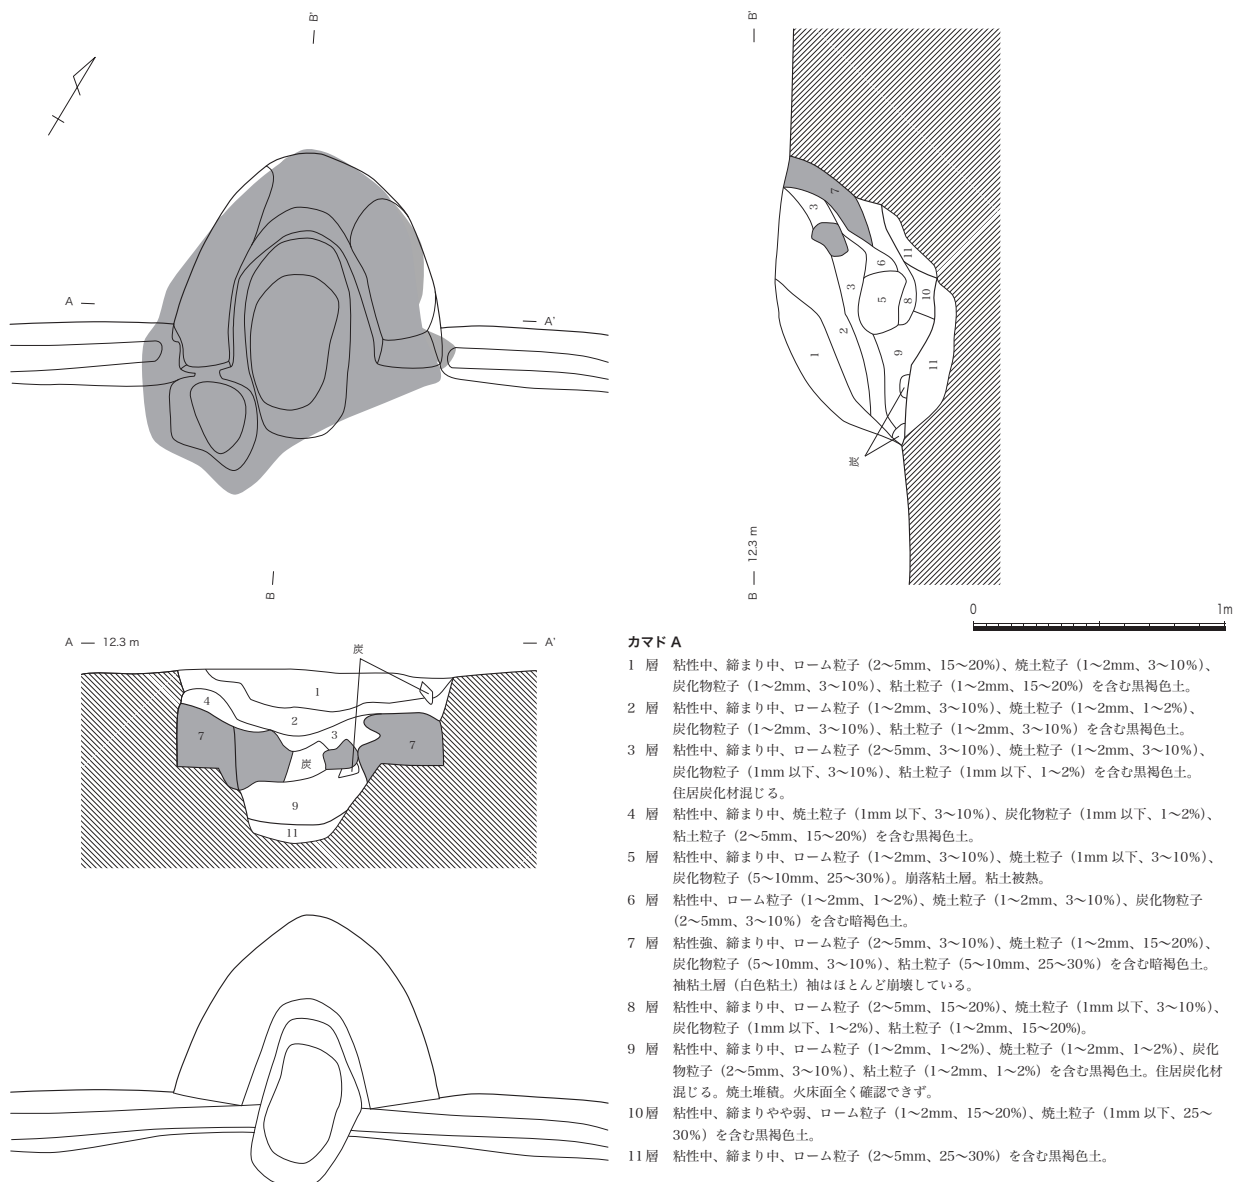 B'
A
A'
B
B'
7
3
11
6
3
5
8
10
2
1
9
11
炭
B 12.3 m
0 1m
A 12.3 m
A'
炭
1
4
2
3
7
7
炭
9
11
カマド A
1 層 粘性中、締まり中、ローム粒子（2〜5mm、15〜20%）、焼土粒子（1〜2mm、3〜10%）、
炭化物粒子（1〜2mm、3〜10%）、粘土粒子（1〜2mm、15〜20%）を含む黒褐色土。
2 層 粘性中、締まり中、ローム粒子（1〜2mm、3〜10%）、焼土粒子（1〜2mm、1〜2%）、
炭化物粒子（1〜2mm、3〜10%）、粘土粒子（1〜2mm、3〜10%）を含む黒褐色土。
3 層 粘性中、締まり中、ローム粒子（2〜5mm、3〜10%）、焼土粒子（1〜2mm、3〜10%）、
炭化物粒子（1mm 以下、3〜10%）、粘土粒子（1mm 以下、1〜2%）を含む黒褐色土。
住居炭化材混じる。
4 層 粘性中、締まり中、焼土粒子（1mm 以下、3〜10%）、炭化物粒子（1mm 以下、1〜2%）、
粘土粒子（2〜5mm、15〜20%）を含む黒褐色土。
5 層 粘性中、締まり中、ローム粒子（1〜2mm、3〜10%）、焼土粒子（1mm 以下、3〜10%）、
炭化物粒子（5〜10mm、25〜30%）。崩落粘土層。粘土被熱。
6 層 粘性中、ローム粒子（1〜2mm、1〜2%）、焼土粒子（1〜2mm、3〜10%）、炭化物粒子
（2〜5mm、3〜10%）を含む暗褐色土。
7 層 粘性強、締まり中、ローム粒子（2〜5mm、3〜10%）、焼土粒子（1〜2mm、15〜20%）、
炭化物粒子（5〜10mm、3〜10%）、粘土粒子（5〜10mm、25〜30%）を含む暗褐色土。
袖粘土層（白色粘土）袖はほとんど崩壊している。
8 層 粘性中、締まり中、ローム粒子（2〜5mm、15〜20%）、焼土粒子（1mm 以下、3〜10%）、
炭化物粒子（1mm 以下、1〜2%）、粘土粒子（1〜2mm、15〜20%）。
9 層 粘性中、締まり中、ローム粒子（1〜2mm、1〜2%）、焼土粒子（1〜2mm、1〜2%）、炭化
物粒子（2〜5mm、3〜10%）、粘土粒子（1〜2mm、1〜2%）を含む黒褐色土。住居炭化材
混じる。焼土堆積。火床面全く確認できず。
10 層 粘性中、締まりやや弱、ローム粒子（1〜2mm、15〜20%）、焼土粒子（1mm 以下、25〜
30%）を含む黒褐色土。
11 層 粘性中、締まり中、ローム粒子（2〜5mm、25〜30%）を含む黒褐色土。